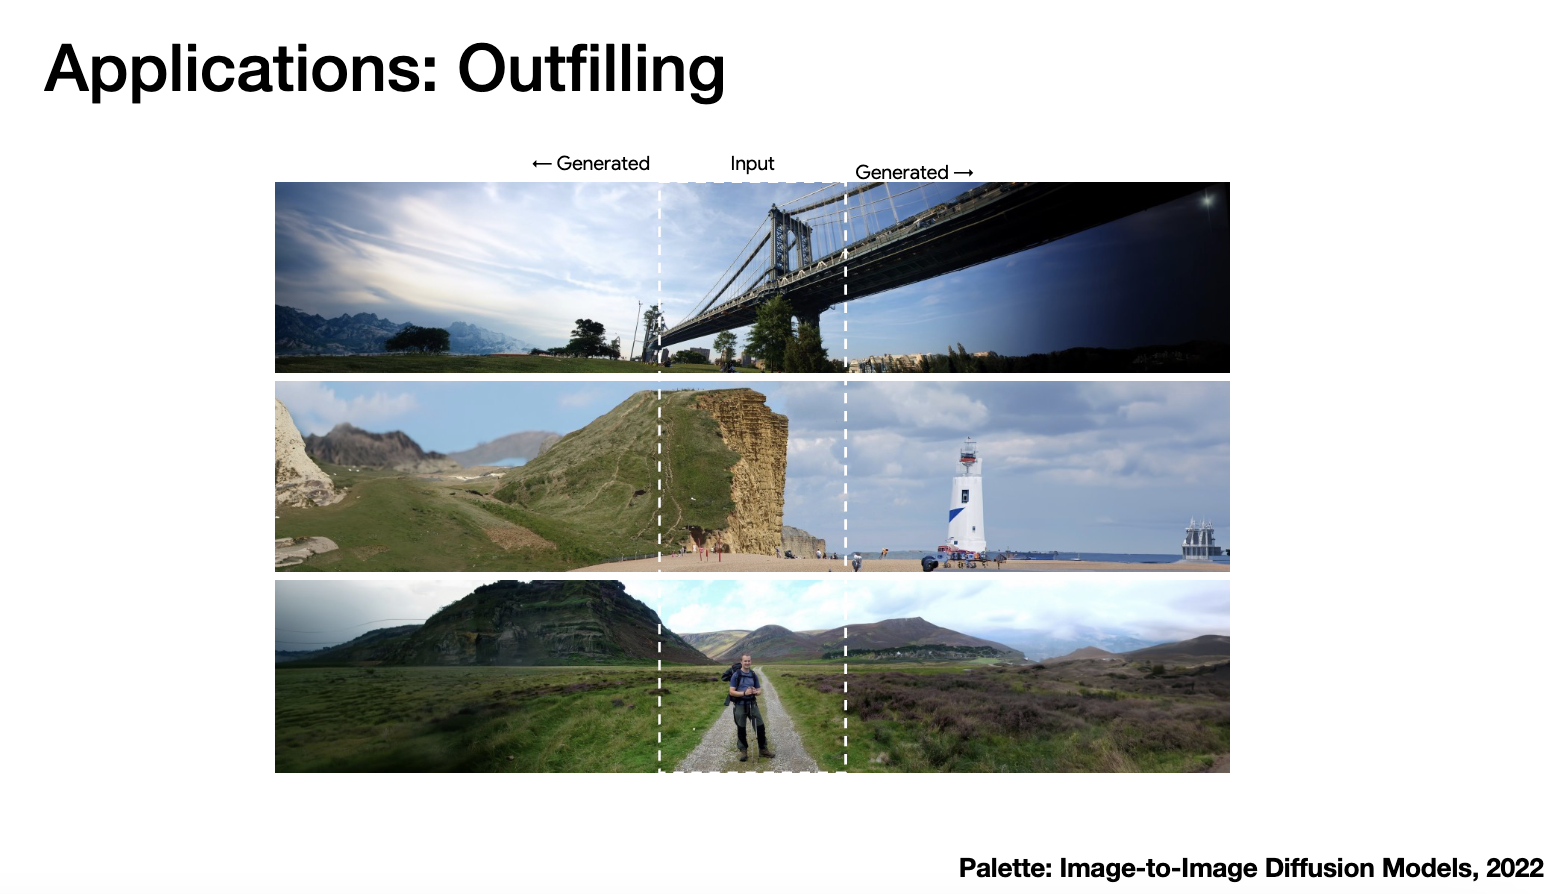 Applications: Outfilling
← Generated
Input
Generated →
Palette: Image-to-Image Diffusion Models, 2022